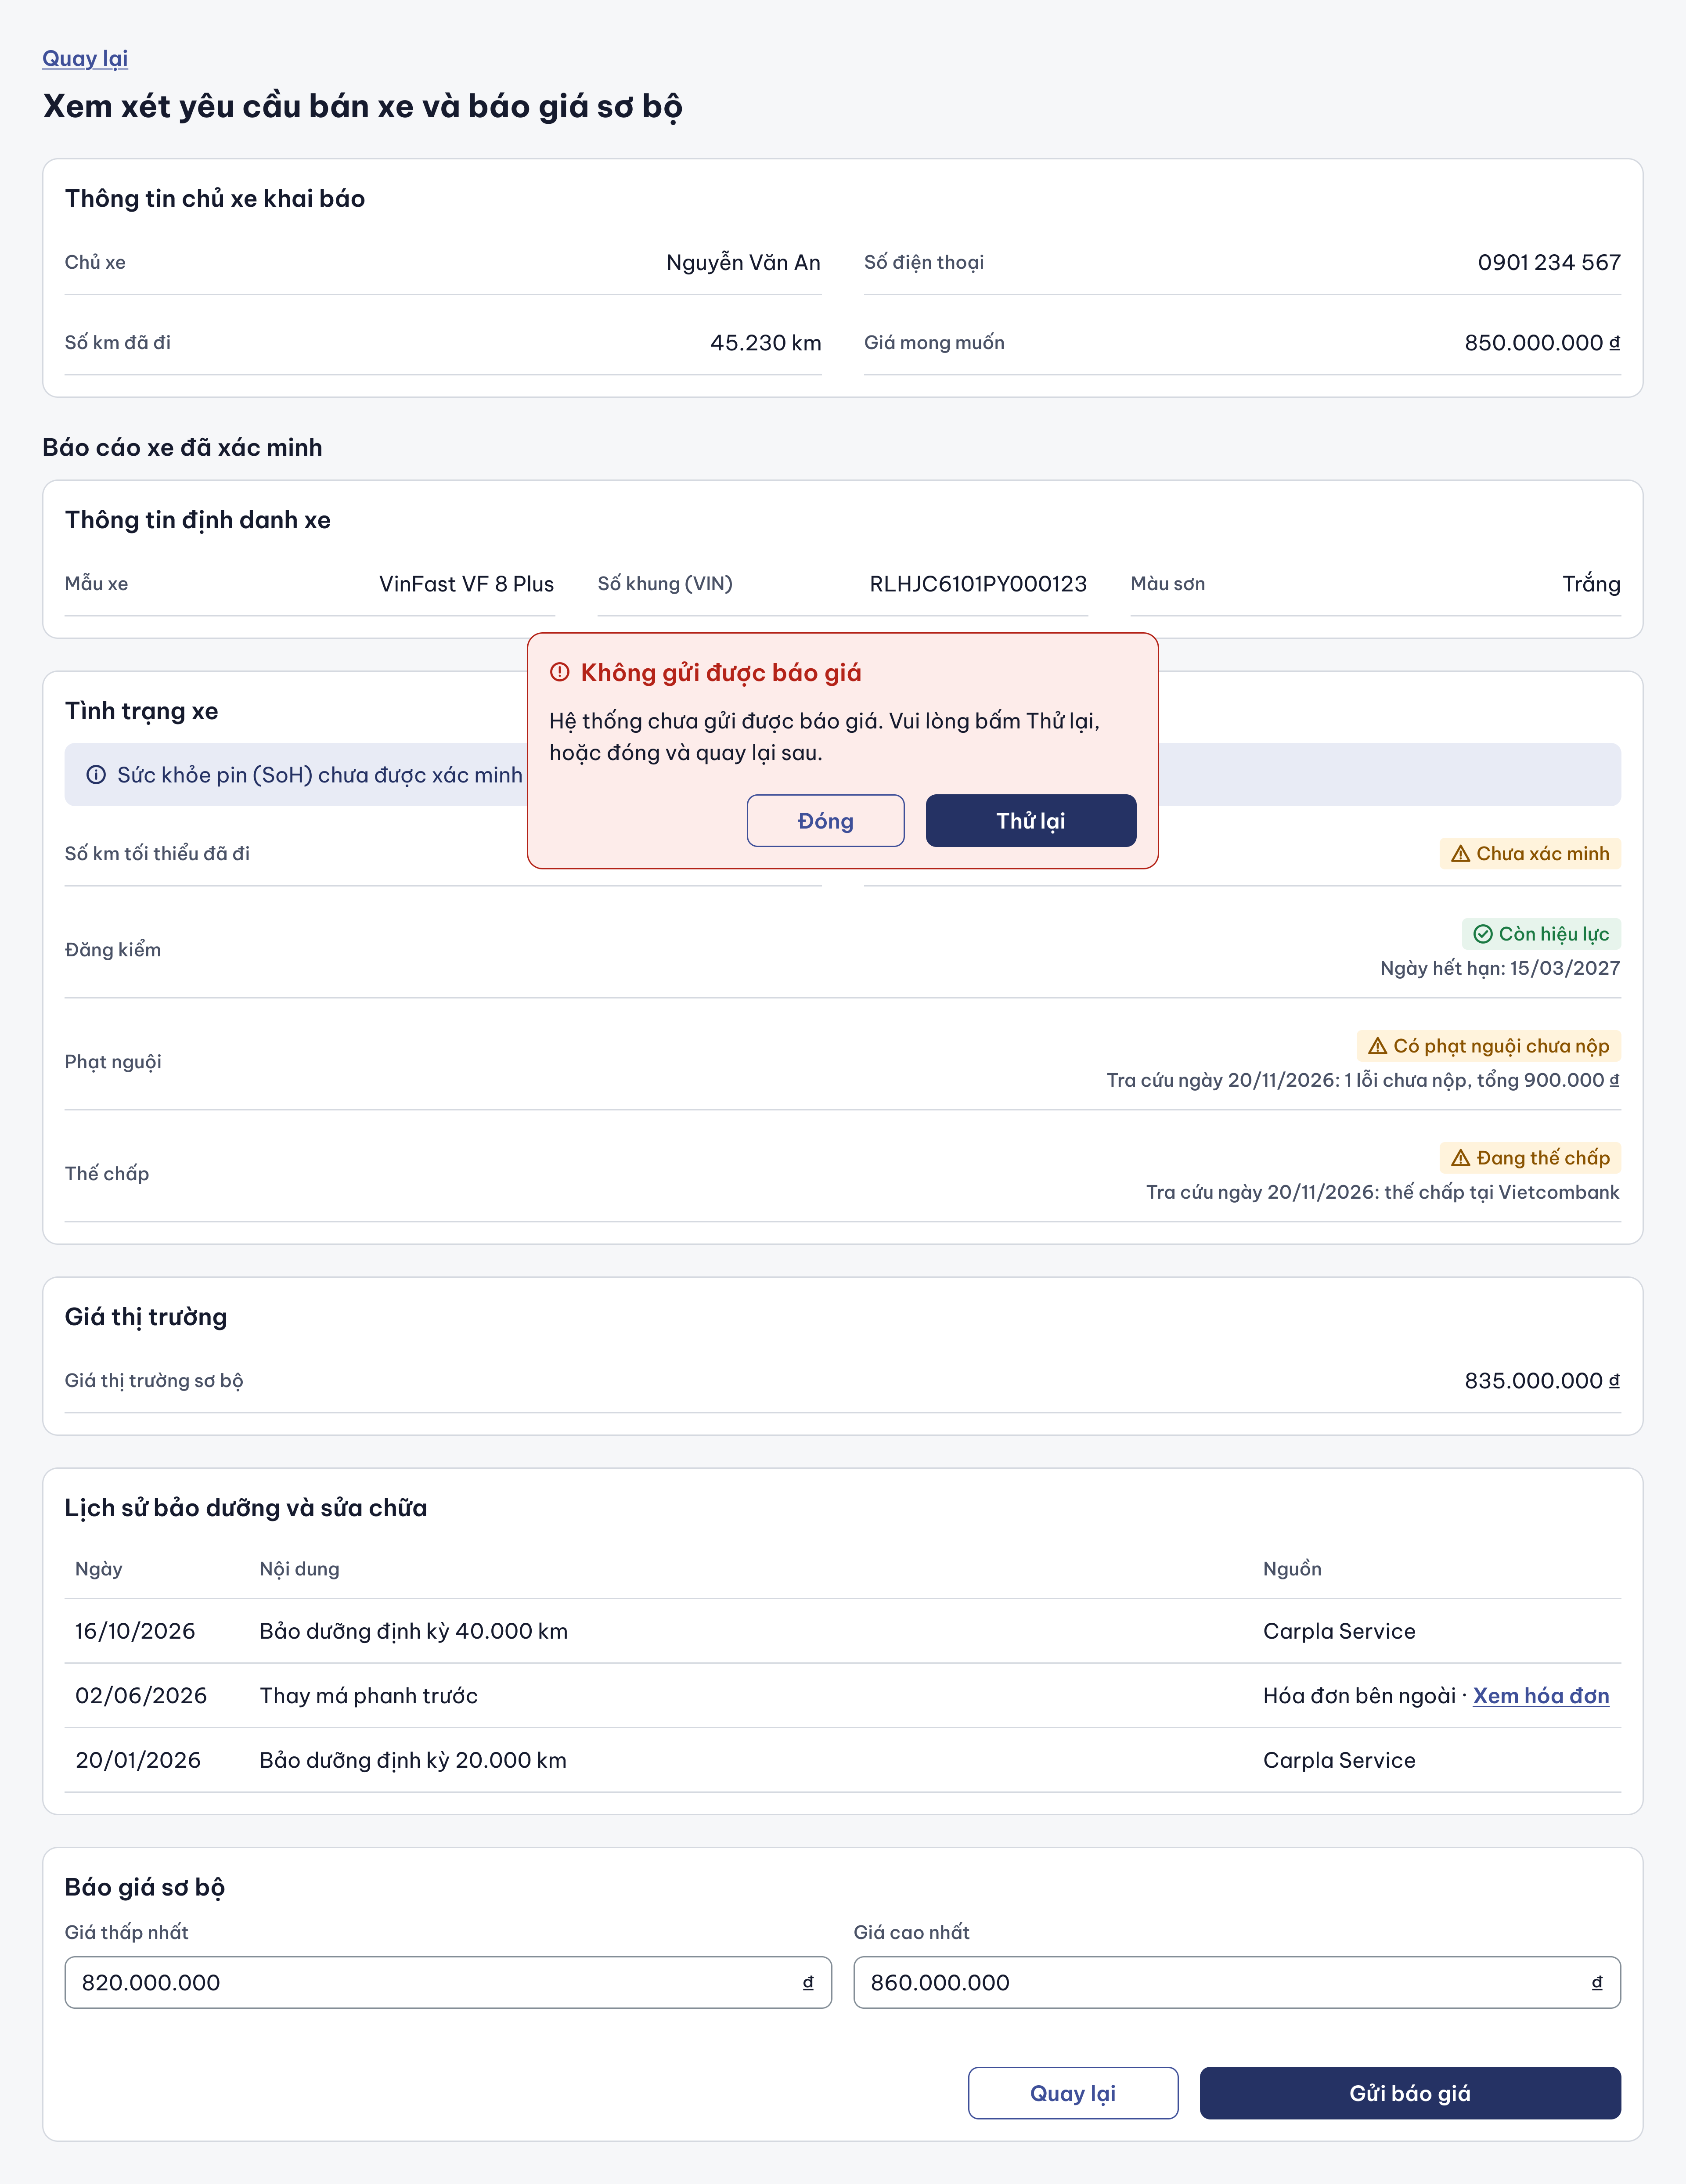 Quay lại
Xem xét yêu cầu bán xe và báo giá sơ bộ
Thông tin chủ xe khai báo
Chủ xe Nguyễn Văn An Số điện thoại 0901 234 567
Số km đã đi 45.230 km Giá mong muốn 850.000.000 ₫
Báo cáo xe đã xác minh
Thông tin định danh xe
Mẫu xe VinFast VF 8 Plus Số khung (VIN) RLHJC6101PY000123 Màu sơn Trắng
Tình trạng xe
Sức khỏe pin (SoH) chưa được xác minh
Không gửi được báo giá
Hệ thống chưa gửi được báo giá. Vui lòng bấm Thử lại,
hoặc đóng và quay lại sau.
Đóng Thử lại
Số km tối thiểu đã đi Chưa xác minh
Đăng kiểm Còn hiệu lực
Ngày hết hạn: 15/03/2027
Phạt nguội Có phạt nguội chưa nộp
Tra cứu ngày 20/11/2026: 1 lỗi chưa nộp, tổng 900.000 ₫
Thế chấp Đang thế chấp
Tra cứu ngày 20/11/2026: thế chấp tại Vietcombank
Giá thị trường
Giá thị trường sơ bộ 835.000.000 ₫
Lịch sử bảo dưỡng và sửa chữa
Ngày Nội dung Nguồn
16/10/2026 Bảo dưỡng định kỳ 40.000 km Carpla Service
02/06/2026 Thay má phanh trước Hóa đơn bên ngoài · Xem hóa đơn
20/01/2026 Bảo dưỡng định kỳ 20.000 km Carpla Service
Báo giá sơ bộ
Giá thấp nhất Giá cao nhất
820.000.000 ₫ 860.000.000 ₫
Quay lại Gửi báo giá